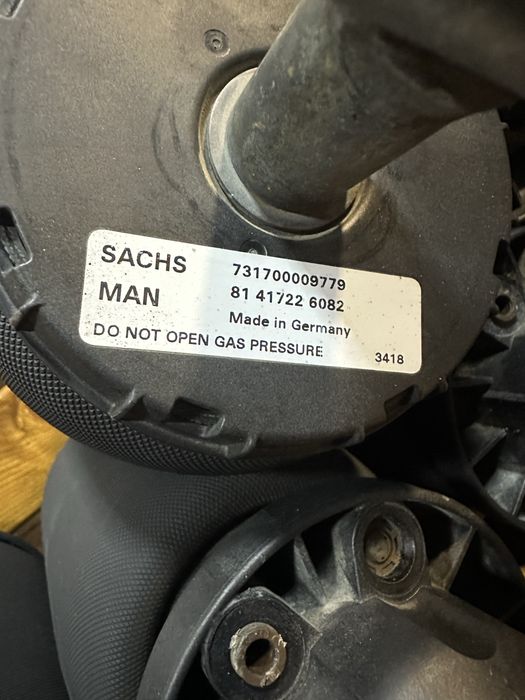 SACHS 731700009779
MAN 81 41722 6082
Made in Germany
DO NOT OPEN GAS PRESSURE 3418